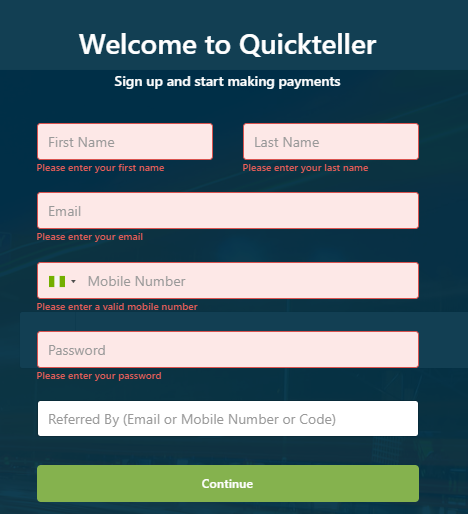 Welcome to Quickteller
Sign up and start making payments
First Name Last Name
Please enter your first name Please enter your last name
Email
Please enter your email
Mobile Number
Please enter a valid mobile number
Password
Please enter your password
Referred By (Email or Mobile Number or Code)
Continue